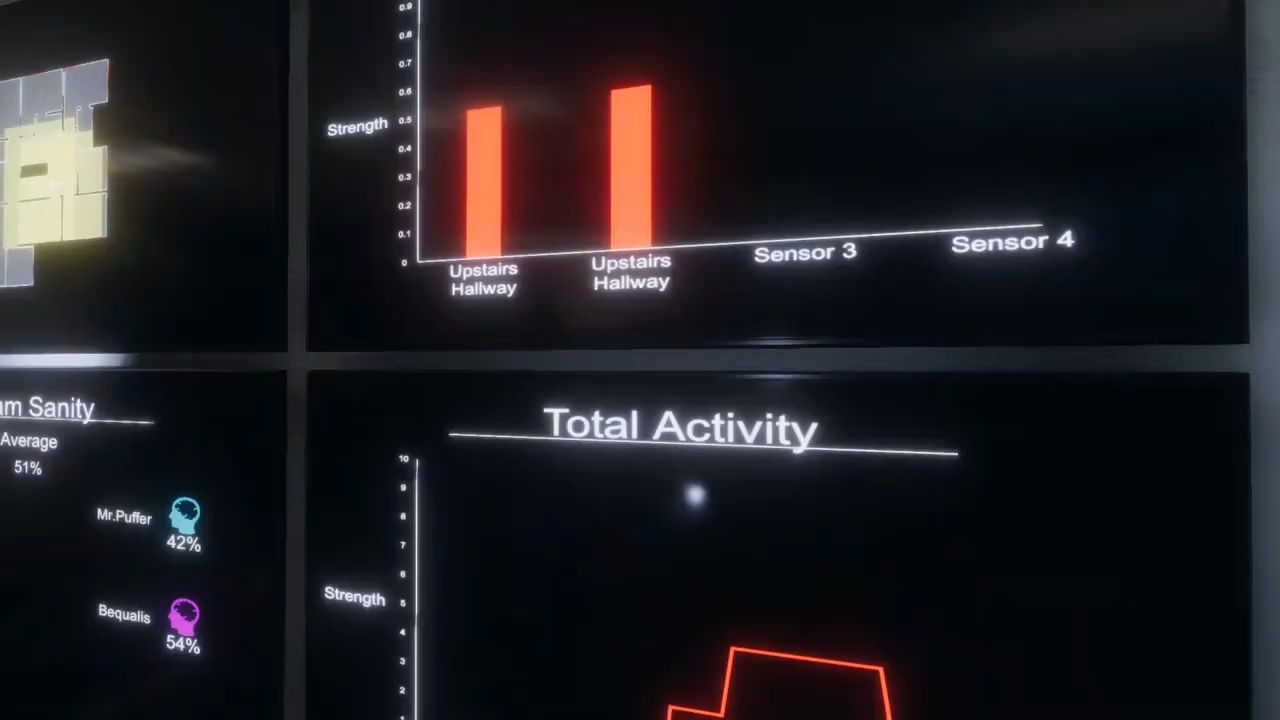 0.9
0.8
0.7
0.6
Strength
0.5
0.4
0.3
0.2
0.1
0
Upstairs
Hallway
Upstairs
Hallway
Sensor 3
Sensor 4
am Sanity
Average
51%
Mr.Puffer
42%
Bequalis
54%
Total Activity
10
9
8
7
6
Strength
5
4
3
2
1